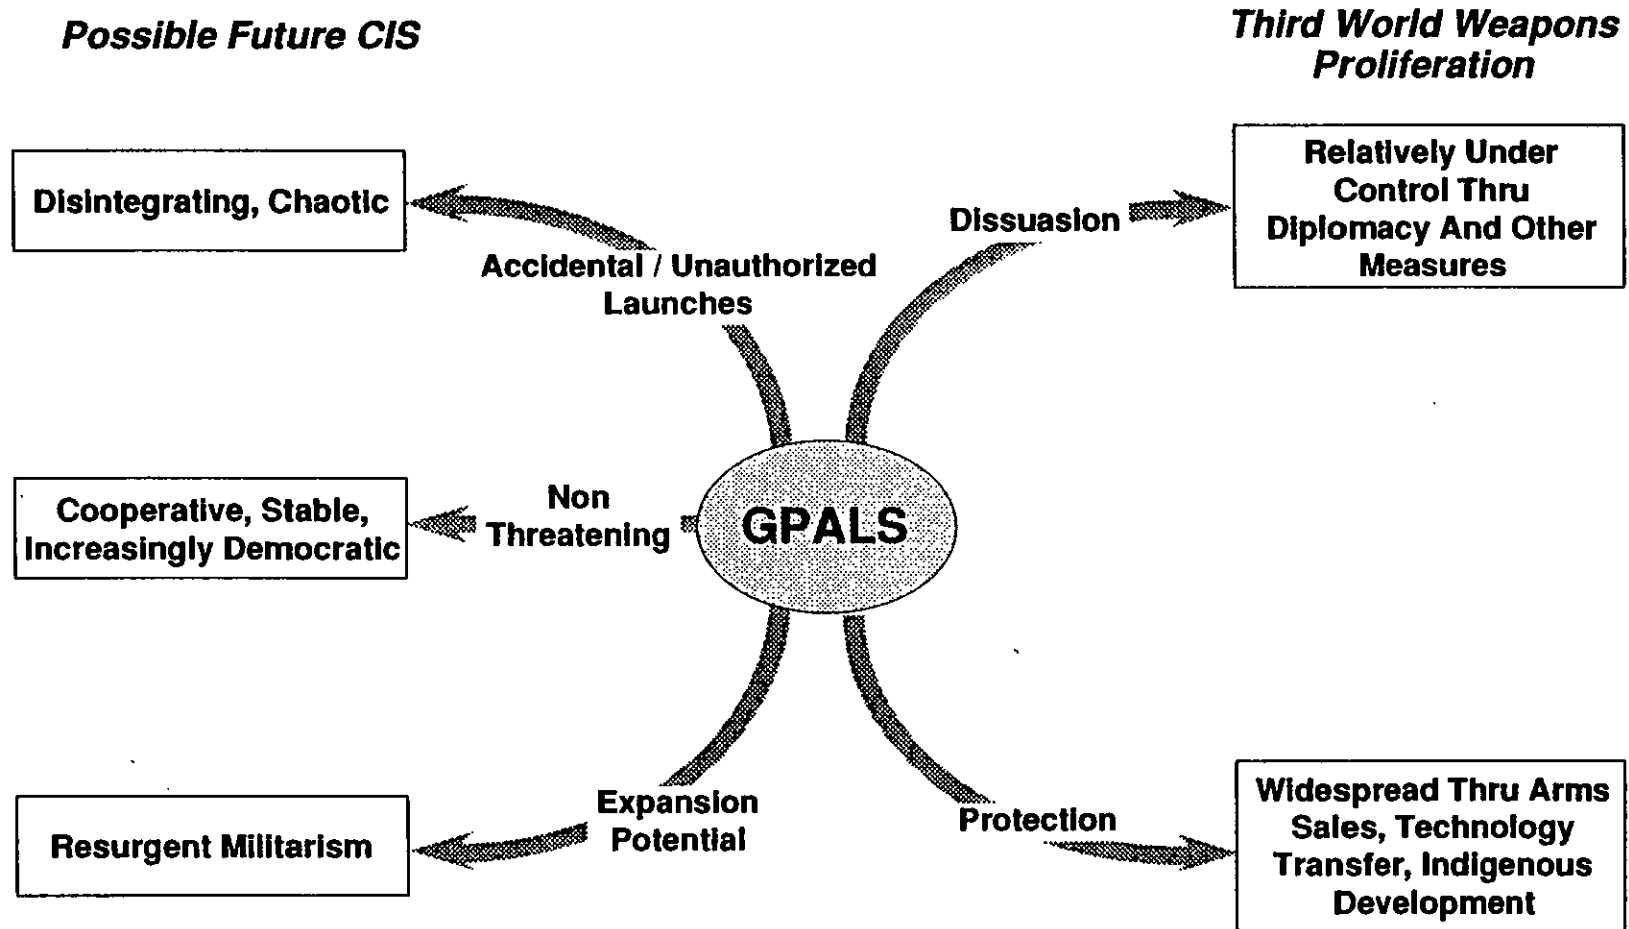 Possible Future CIS
Third World Weapons
Proliferation
Disintegrating, Chaotic
Accidental / Unauthorized
Launches
Dissuasion
Relatively Under
Control Thru
Diplomacy And Other
Measures
Cooperative, Stable,
Increasingly Democratic
Non
Threatening
GPALS
Resurgent Militarism
Expansion
Potential
Protection
Widespread Thru Arms
Sales, Technology
Transfer, Indigenous
Development